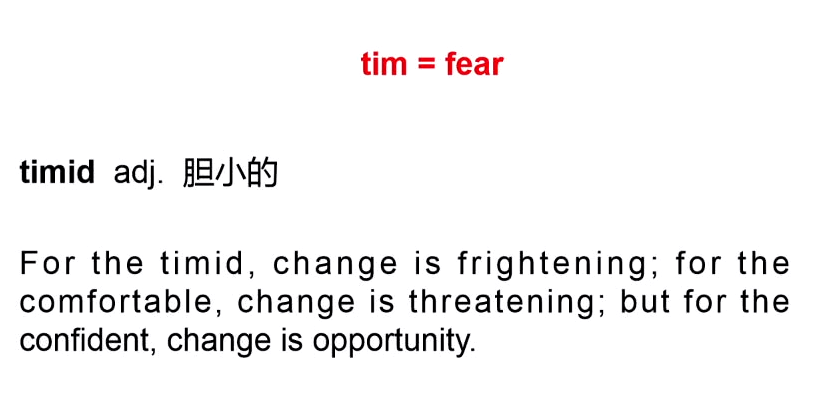 tim = fear
timid adj. 胆小的
For the timid, change is frightening; for the
comfortable, change is threatening; but for the
confident, change is opportunity.